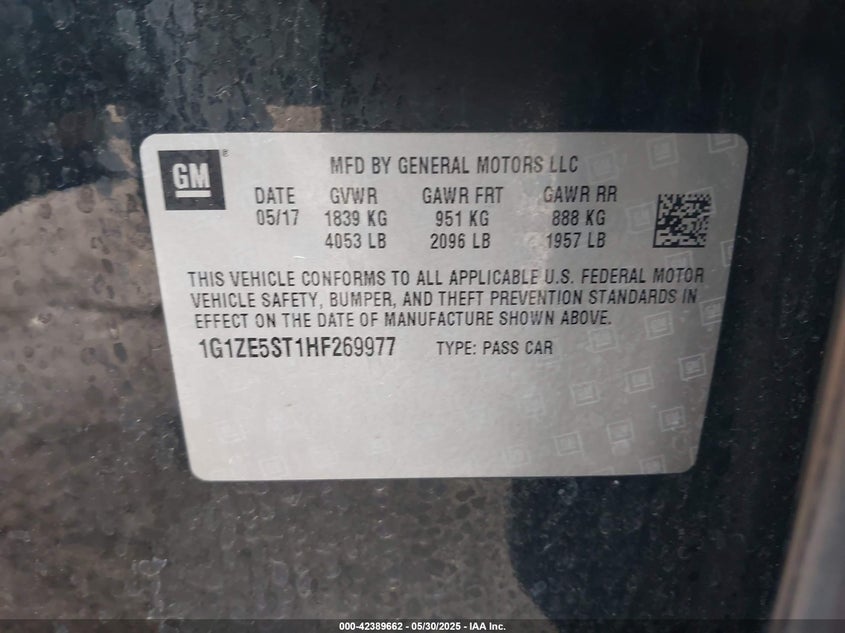 GM ®
MFD BY GENERAL MOTORS LLC
DATE GVWR GAWR FRT GAWR RR
05/17 1839 KG 951 KG 888 KG
4053 LB 2096 LB 1957 LB
THIS VEHICLE CONFORMS TO ALL APPLICABLE U.S. FEDERAL MOTOR
VEHICLE SAFETY, BUMPER, AND THEFT PREVENTION STANDARDS IN
EFFECT ON THE DATE OF MANUFACTURE SHOWN ABOVE.
1G1ZE5ST1HF269977 TYPE: PASS CAR
000-42389662 - 05/30/2025 - IAA Inc.